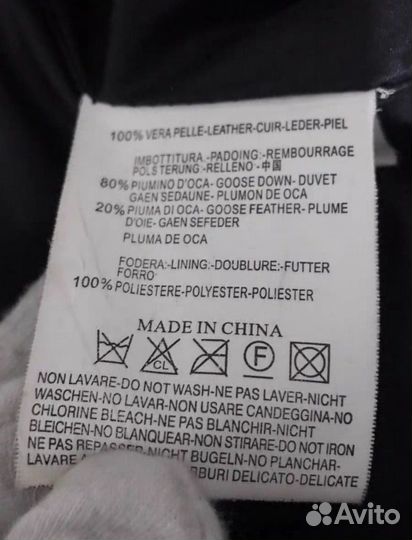 100% VERA PELLE-LEATHER-CUIR-LEDER-PIEL
IMBOTTITURA.-PADOING:-REMBOURRAGE
POLS TERUNG-.RELLENO.-中国
80% PIUMINO D'OCA- GOOSE DOWN- DUVET
GAEN SEDAUNE- PLUMON DE OCA
20% PIUMA DI OCA- GOOSE FEATHER- PLUME
D'OIE- GAEN SEFEDER
PLUMA DE OCA
FODERA:-LINING:-DOUBLURE:-FUTTER
FORRO:
100% POLIESTERE-POLYESTER-POLIESTER
MADE IN CHINA
CL F
NON LAVARE-DO NOT WASH-NE PAS LAVER-NICHT
WASCHEN-NO LAVAR-NON USARE CANDEGGINA-NO
CHLORINE BLEACH-NE PAS BLANCHIR-NICHT
BLEICHEN-NO BLANQUEAR-NON STIRARE-DO NOT IRON
NE PAS REPASSER-NICHT BUGELN-NO PLANCHAR-
LAVARE A
DELICATO-DELICATE-
Avito